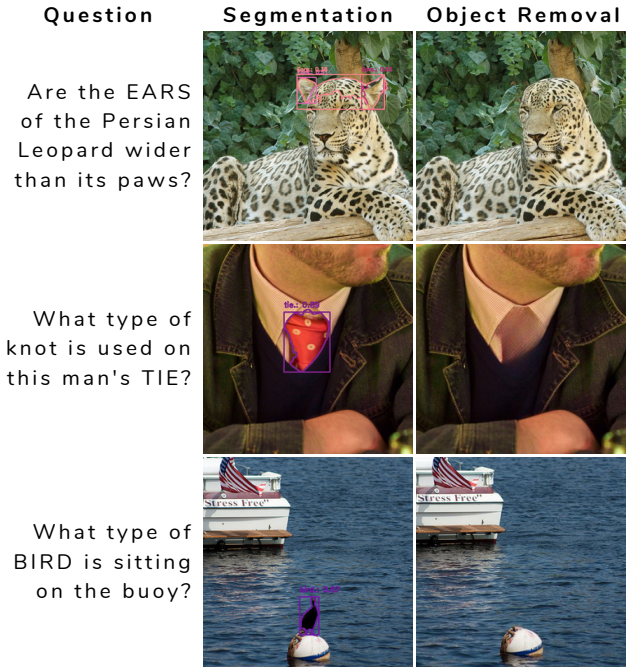 Question Segmentation Object Removal
Are the EARS
of the Persian
Leopard wider
than its paws?
What type of
knot is used on
this man's TIE?
tie.: 0.69
What type of
BIRD is sitting
on the buoy?
"Stress Free"
Stress Free"